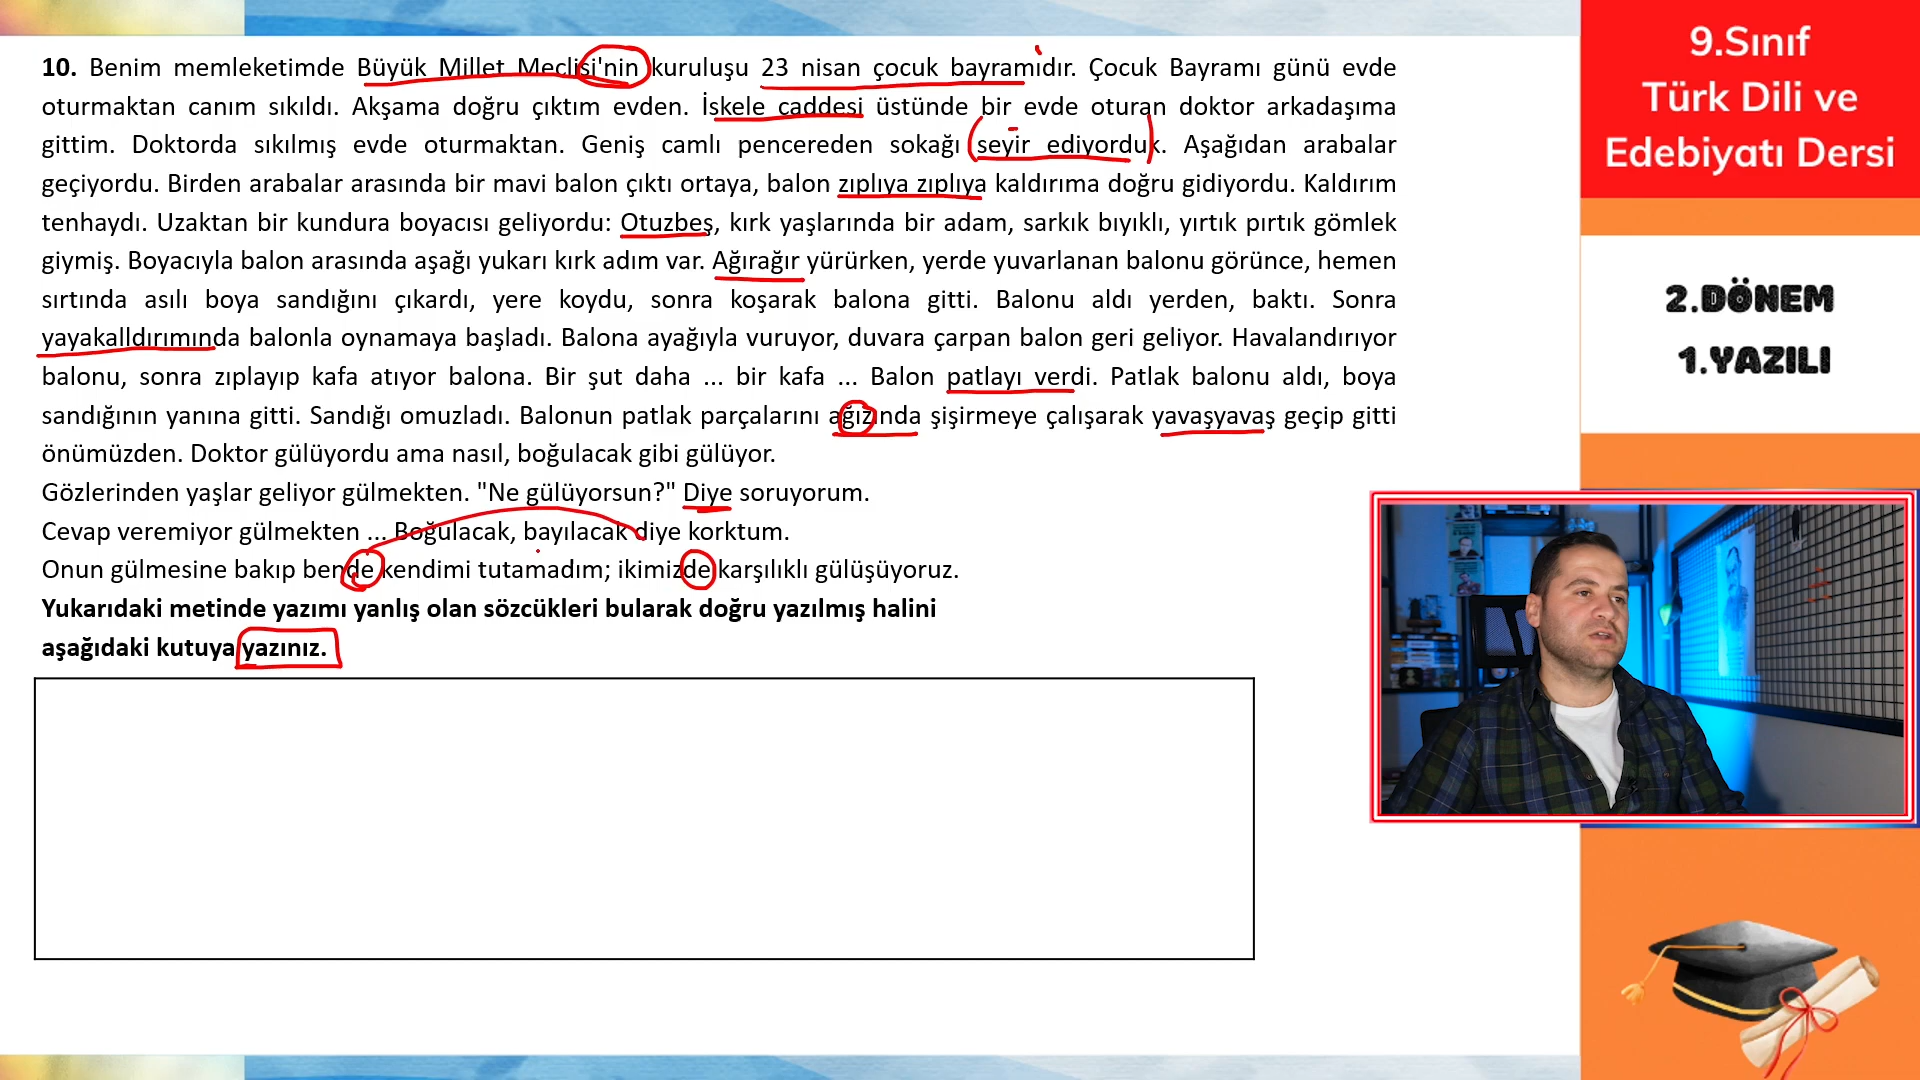 10. Benim memleketimde Büyük Millet Meclisi'nin kuruluşu 23 nisan çocuk bayramıdır. Çocuk Bayramı günü evde
oturmaktan canım sıkıldı. Akşama doğru çıktım evden. İskele caddesi üstünde bir evde oturan doktor arkadaşıma
gittim. Doktorda sıkılmış evde oturmaktan. Geniş camlı pencereden sokağı seyir ediyorduk. Aşağıdan arabalar
geçiyordu. Birden arabalar arasında bir mavi balon çıktı ortaya, balon zıplıya zıplıya kaldırıma doğru gidiyordu. Kaldırım
tenhaydı. Uzaktan bir kundura boyacısı geliyordu: Otuzbeş, kırk yaşlarında bir adam, sarkık bıyıklı, yırtık pırtık gömlek
giymiş. Boyacıyla balon arasında aşağı yukarı kırk adım var. Ağırağır yürürken, yerde yuvarlanan balonu görünce, hemen
sırtında asılı boya sandığını çıkardı, yere koydu, sonra koşarak balona gitti. Balonu aldı yerden, baktı. Sonra
yayakalldırımında balonla oynamaya başladı. Balona ayağıyla vuruyor, duvara çarpan balon geri geliyor. Havalandırıyor
balonu, sonra zıplayıp kafa atıyor balona. Bir şut daha ... bir kafa ... Balon patlayı verdi. Patlak balonu aldı, boya
sandığının yanına gitti. Sandığı omuzladı. Balonun patlak parçalarını ağızında şişirmeye çalışarak yavaşyavaş geçip gitti
önümüzden. Doktor gülüyordu ama nasıl, boğulacak gibi gülüyor.
Gözlerinden yaşlar geliyor gülmekten. "Ne gülüyorsun?" Diye soruyorum.
Cevap veremiyor gülmekten ... Boğulacak, bayılacak diye korktum.
Onun gülmesine bakıp bende kendimi tutamadım; ikimizde karşılıklı gülüşüyoruz.
Yukarıdaki metinde yazımı yanlış olan sözcükleri bularak doğru yazılmış halini
aşağıdaki kutuya yazınız.
9.Sınıf
Türk Dili ve
Edebiyatı Dersi
2.DÖNEM
1.YAZILI